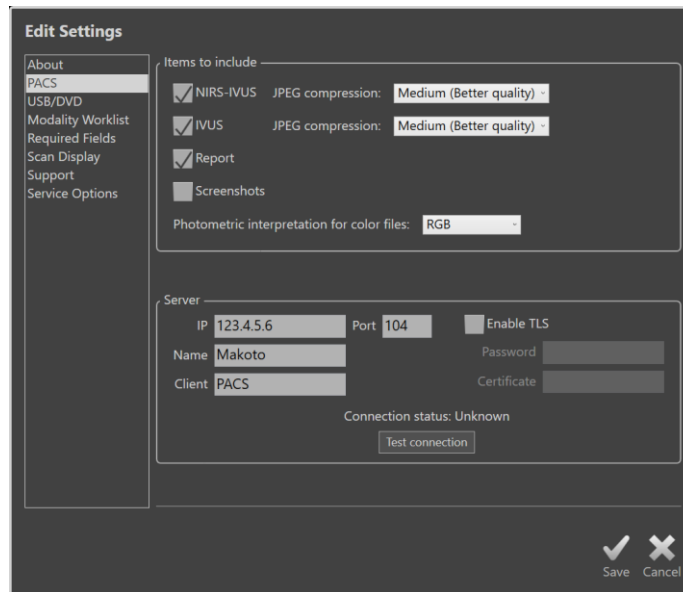 Edit Settings
About
PACS
USB/DVD
Modality Worklist
Required Fields
Scan Display
Support
Service Options
Items to include
NIRS-IVUS JPEG compression: Medium (Better quality)
IVUS JPEG compression: Medium (Better quality)
Report
Screenshots
Photometric interpretation for color files: RGB
Server
IP 123.4.5.6 Port 104 Enable TLS
Name Makoto Password
Client PACS Certificate
Connection status: Unknown
Test connection
Save Cancel